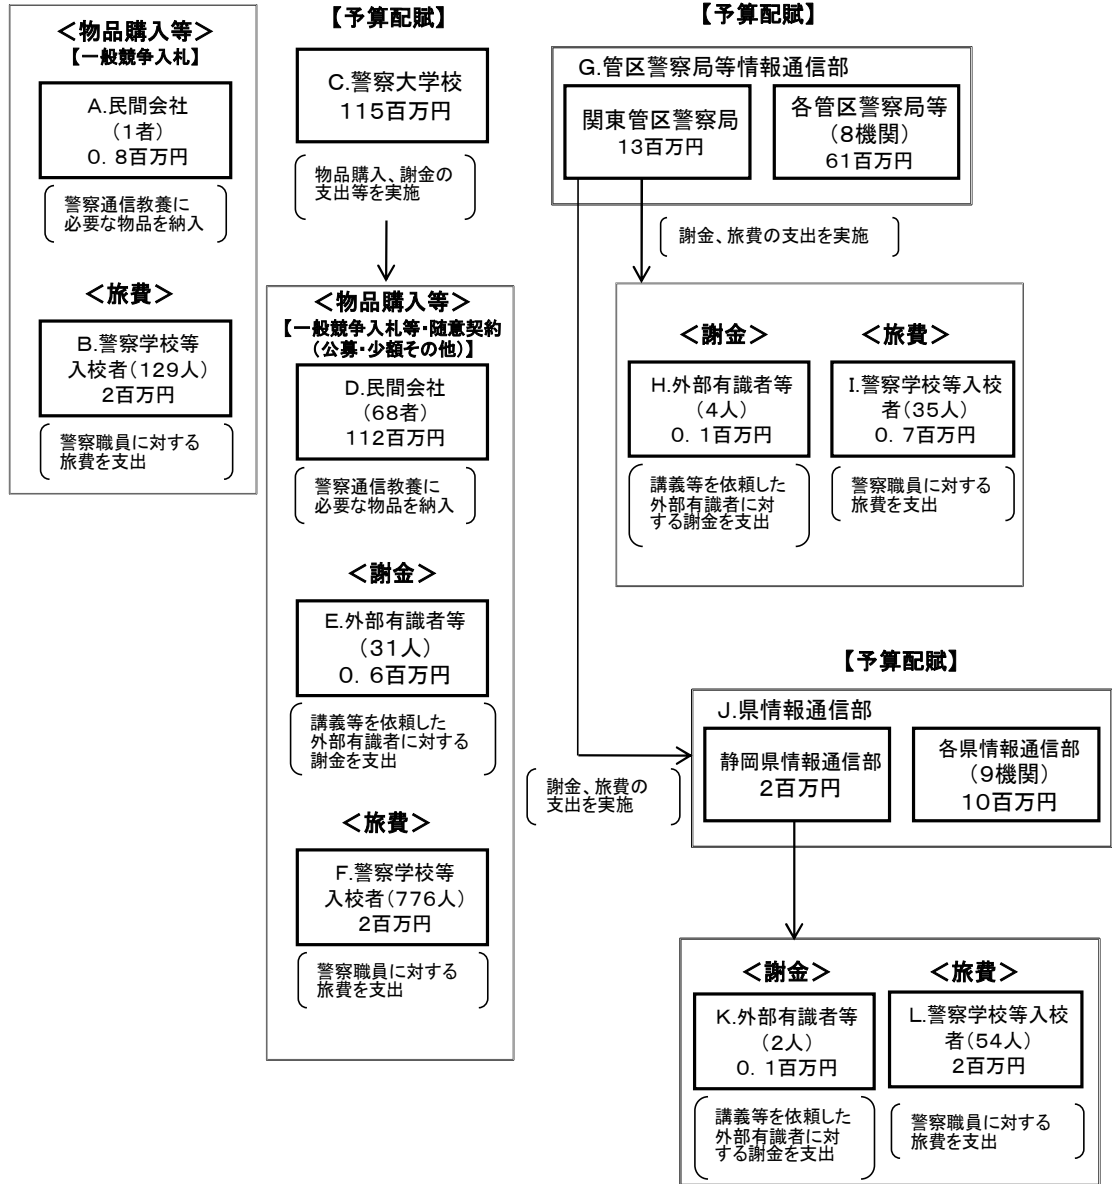 ＜物品購入等＞
【一般競争入札】
A.民間会社
（1者）
０．８百万円
警察通信教養に
必要な物品を納入
＜旅費＞
B.警察学校等
入校者（129人）
2百万円
警察職員に対する
旅費を支出
【予算配賦】
C.警察大学校
115百万円
物品購入、謝金の
支出等を実施
＜物品購入等＞
【一般競争入札等・随意契約
（公募・少額その他）】
D.民間会社
（68者）
112百万円
警察通信教養に
必要な物品を納入
＜謝金＞
E.外部有識者等
（31人）
０．６百万円
講義等を依頼した
外部有識者に対する
謝金を支出
＜旅費＞
F.警察学校等
入校者（776人）
2百万円
警察職員に対する
旅費を支出
【予算配賦】
G.管区警察局等情報通信部
関東管区警察局
13百万円
各管区警察局等
（8機関）
61百万円
謝金、旅費の支出を実施
＜謝金＞
H.外部有識者等
（4人）
０．１百万円
講義等を依頼した
外部有識者に対
する謝金を支出
＜旅費＞
I.警察学校等入校
者（35人）
０．７百万円
警察職員に対する
旅費を支出
【予算配賦】
J.県情報通信部
静岡県情報通信部
2百万円
各県情報通信部
（9機関）
10百万円
謝金、旅費の
支出を実施
＜謝金＞
K.外部有識者等
（2人）
０．１百万円
講義等を依頼した
外部有識者に対
する謝金を支出
＜旅費＞
L.警察学校等入校
者（54人）
2百万円
警察職員に対する
旅費を支出